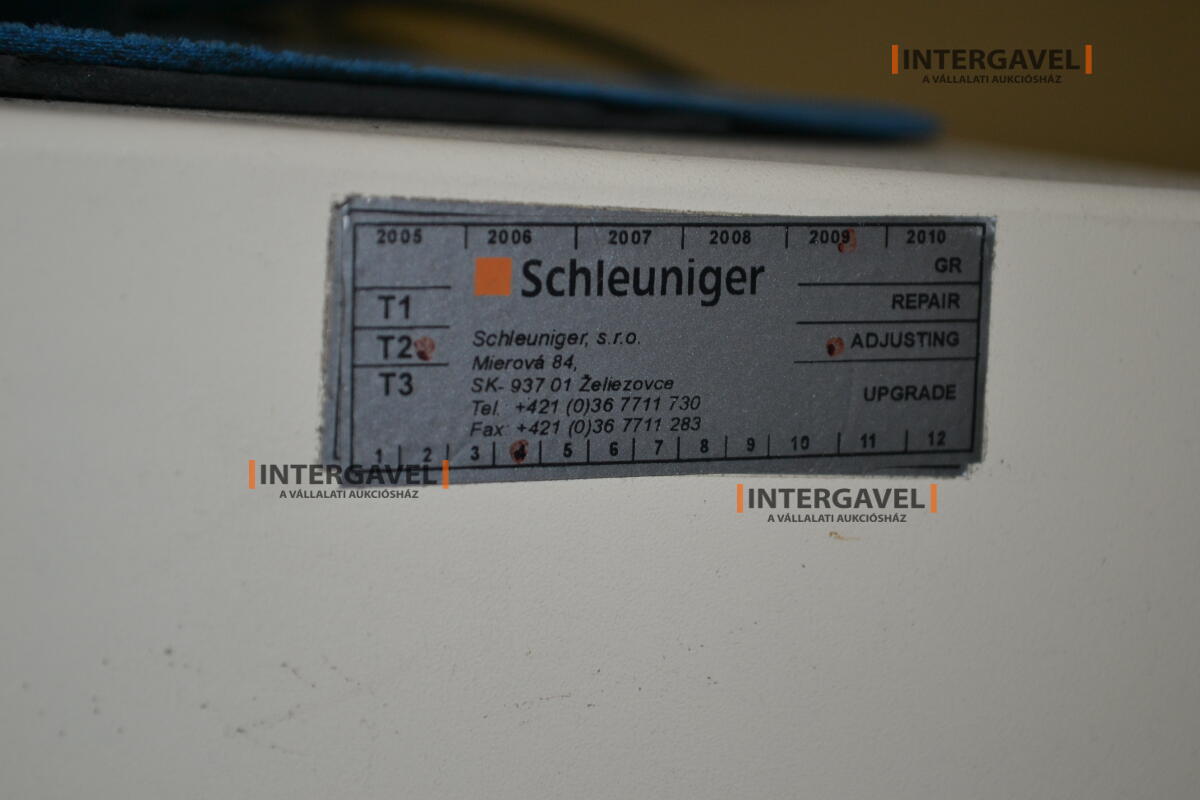 INTERGAVEL
A VÁLLALATI AUKCIÓSHÁZ
2005 2006 2007 2008 2009 2010
Schleuniger
GR
T1
REPAIR
T2
ADJUSTING
T3
UPGRADE
Schleuniger, s.r.o.
Mierová 84,
SK- 937 01 Želiezovce
Tel. +421 (0)36 7711 730
Fax: +421 (0)36 7711 283
1 2 3 4 5 6 7 8 9 10 11 12
INTERGAVEL
A VÁLLALATI AUKCIÓSHÁZ
INTERGAVEL
A VÁLLALATI AUKCIÓSHÁZ